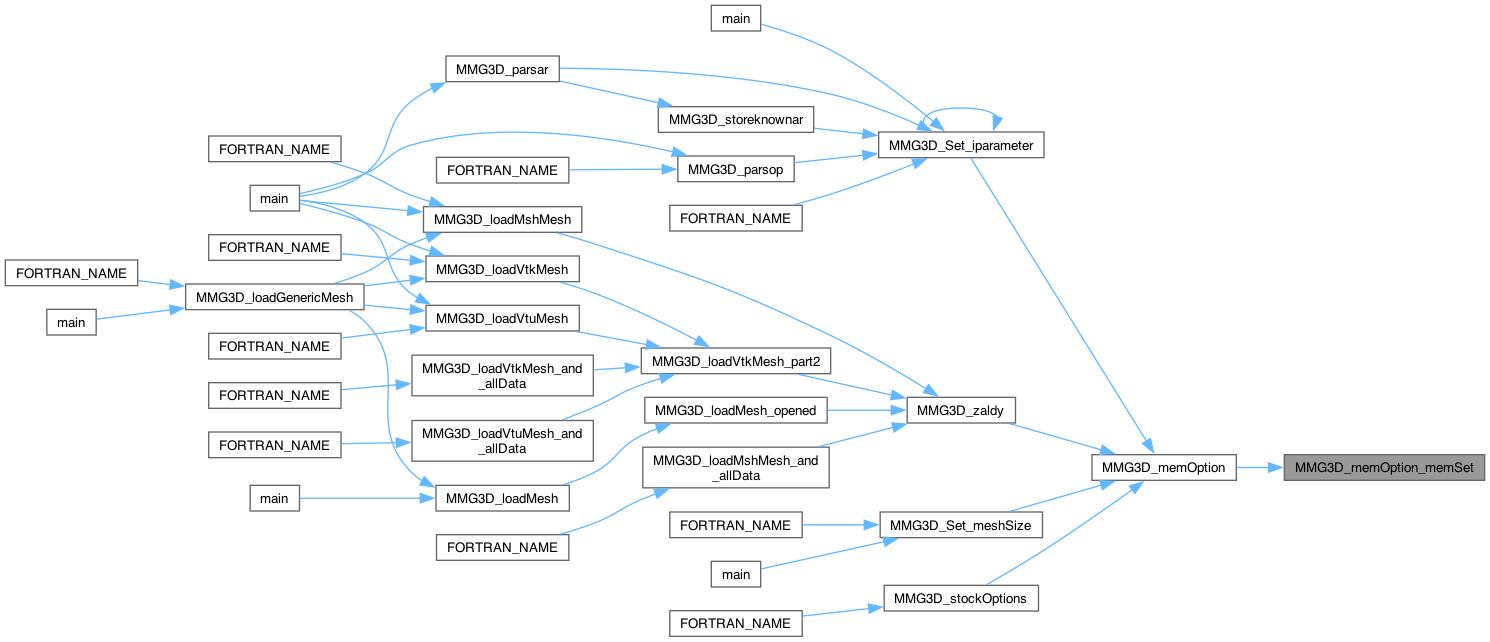 main
MMG3D_parsar
MMG3D_storeknownar
MMG3D_Set_iparameter
FORTRAN_NAME
FORTRAN_NAME
MMG3D_parsop
main
MMG3D_loadMshMesh
FORTRAN_NAME
FORTRAN_NAME
MMG3D_loadVtkMesh
FORTRAN_NAME
MMG3D_loadGenericMesh
main
MMG3D_loadVtuMesh
FORTRAN_NAME
MMG3D_loadVtkMesh_part2
MMG3D_loadVtkMesh_and
_allData
FORTRAN_NAME
MMG3D_loadMesh_opened
MMG3D_zaldy
MMG3D_loadVtuMesh_and
_allData
FORTRAN_NAME
MMG3D_loadMshMesh_and
_allData
MMG3D_memOption
MMG3D_memOption_memSet
main
MMG3D_loadMesh
FORTRAN_NAME
MMG3D_Set_meshSize
FORTRAN_NAME
main
MMG3D_stockOptions
FORTRAN_NAME